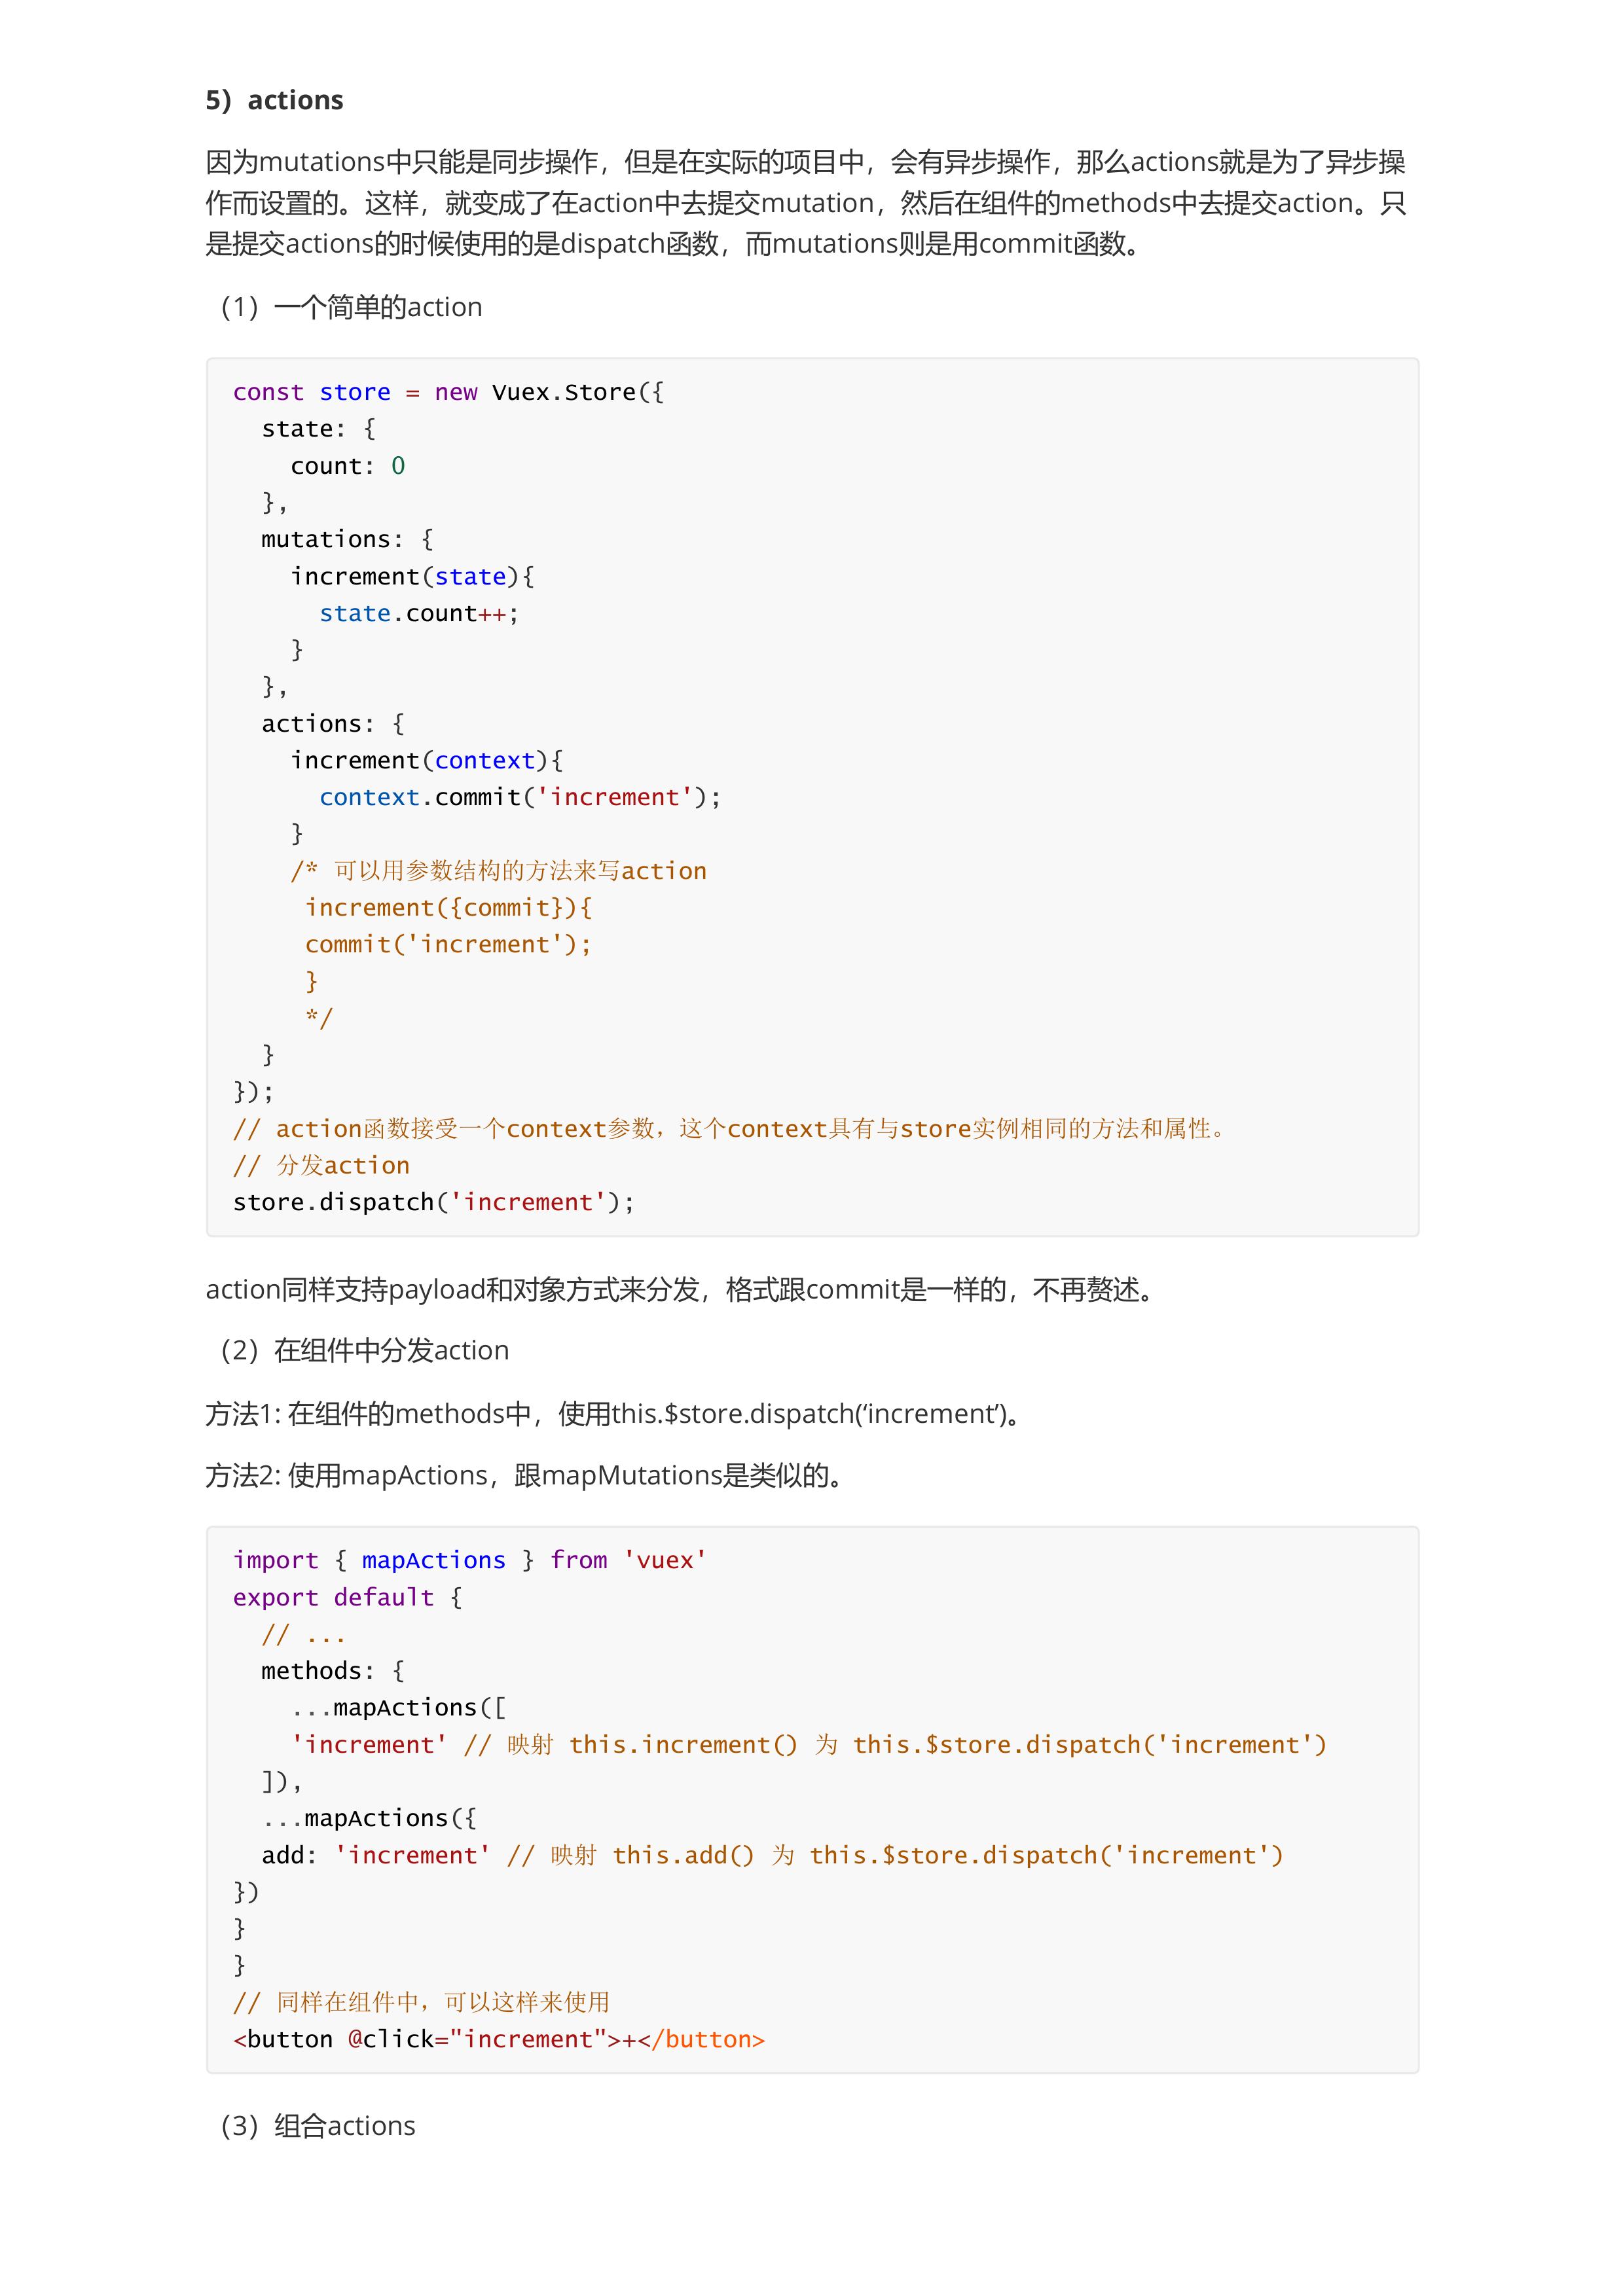 5）actions
因为mutations中只能是同步操作，但是在实际的项目中，会有异步操作，那么actions就是为了异步操
作而设置的。这样，就变成了在action中去提交mutation，然后在组件的methods中去提交action。只
是提交actions的时候使用的是dispatch函数，而mutations则是用commit函数。
（1）一个简单的action
const store = new Vuex.Store({
  state: {
    count: 0
  },
  mutations: {
    increment(state){
      state.count++;
    }
  },
  actions: {
    increment(context){
      context.commit('increment');
    }
    /* 可以用参数结构的方法来写action
     increment({commit}){
     commit('increment');
     }
     */
  }
});
// action函数接受一个context参数，这个context具有与store实例相同的方法和属性。
// 分发action
store.dispatch('increment');
action同样支持payload和对象方式来分发，格式跟commit是一样的，不再赘述。
（2）在组件中分发action
方法1: 在组件的methods中，使用this.$store.dispatch(‘increment’)。
方法2: 使用mapActions，跟mapMutations是类似的。
import { mapActions } from 'vuex'
export default {
  // ...
  methods: {
    ...mapActions([
    'increment' // 映射 this.increment() 为 this.$store.dispatch('increment')
  ]),
  ...mapActions({
  add: 'increment' // 映射 this.add() 为 this.$store.dispatch('increment')
})
}
}
// 同样在组件中，可以这样来使用
<button @click="increment">+</button>
（3）组合actions